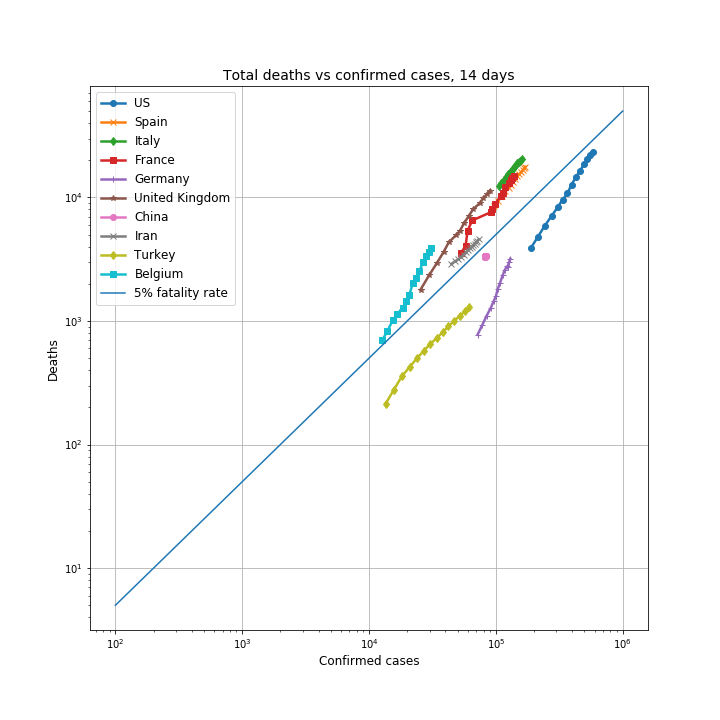 Total deaths vs confirmed cases, 14 days
US
Spain
Italy
France
Germany
United Kingdom
China
Iran
Turkey
Belgium
5% fatality rate
Deaths
10⁴
10³
10²
10¹
10²
10³
10⁴
10⁵
10⁶
Confirmed cases